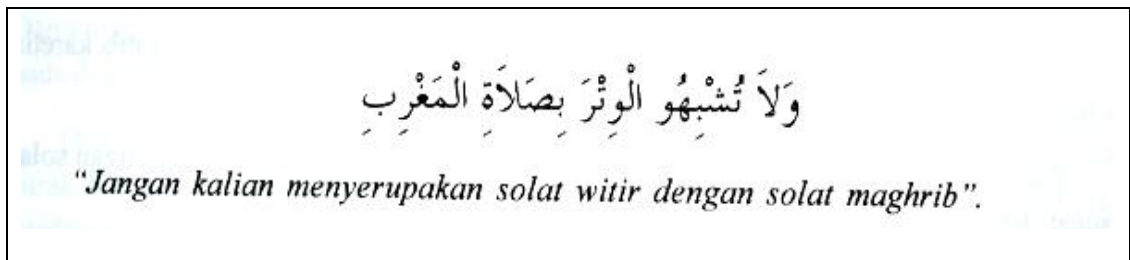 وَلاَ تُشْبِهُو الْوِتْرَ بِصَلاَةِ الْمَغْرِبِ
“Jangan kalian menyerupakan solat witir dengan solat maghrib”.